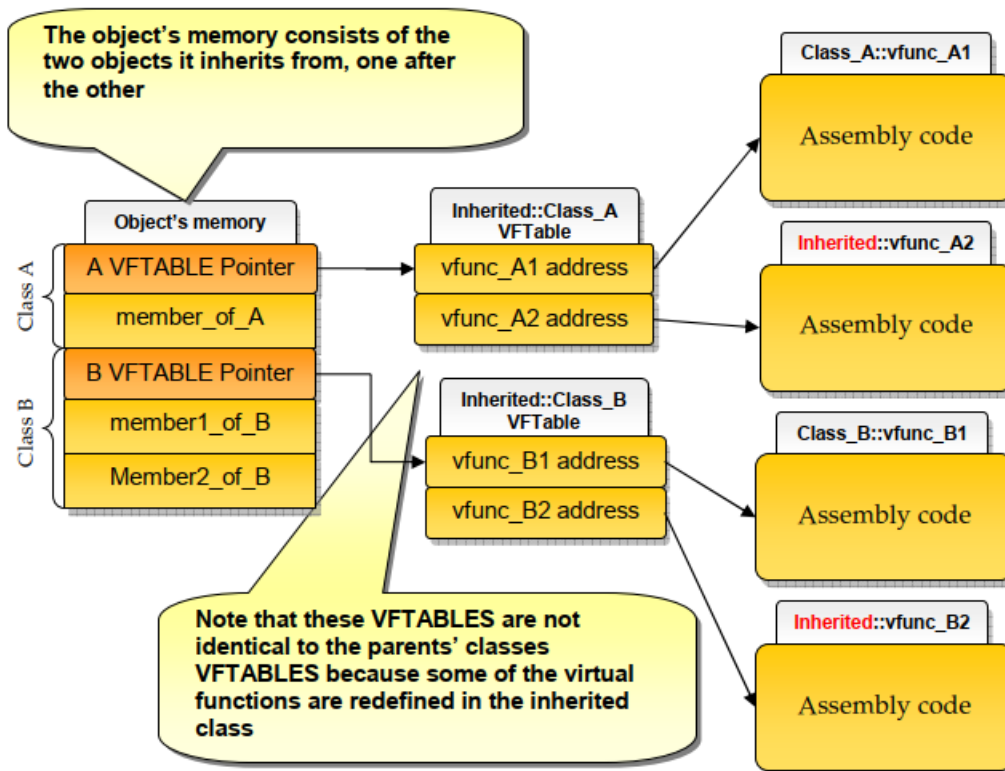 The object's memory consists of the
two objects it inherits from, one after
the other
Object's memory
Class A
A VFTABLE Pointer
member_of_A
Class B
B VFTABLE Pointer
member1_of_B
Member2_of_B
Inherited::Class_A
VFTable
vfunc_A1 address
vfunc_A2 address
Inherited::Class_B
VFTable
vfunc_B1 address
vfunc_B2 address
Class_A::vfunc_A1
Assembly code
Inherited::vfunc_A2
Assembly code
Class_B::vfunc_B1
Assembly code
Inherited::vfunc_B2
Assembly code
Note that these VFTABLES are not
identical to the parents' classes
VFTABLES because some of the virtual
functions are redefined in the inherited
class